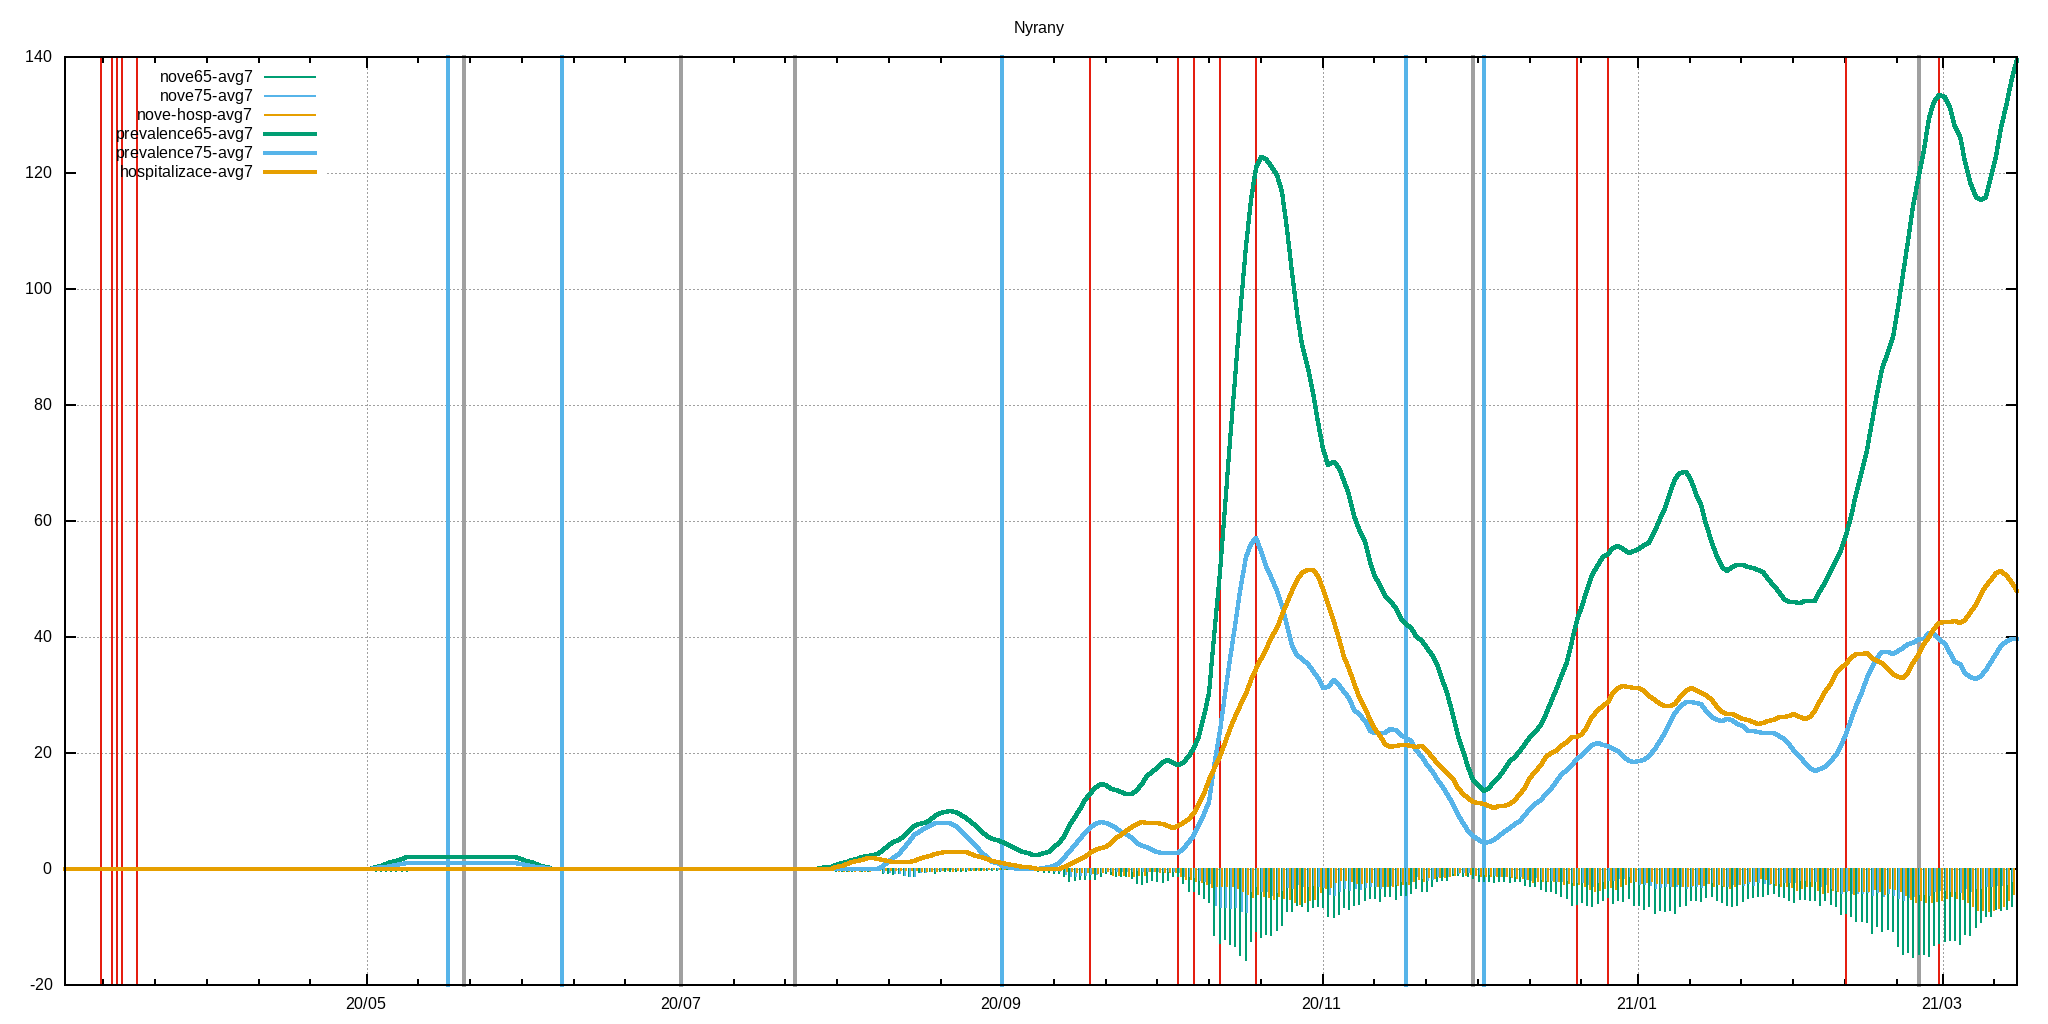 Nyrany
140
120
100
80
60
40
20
0
-20
nove65-avg7
nove75-avg7
nove-hosp-avg7
prevalence65-avg7
prevalence75-avg7
hospitalizace-avg7
20/05 20/07 20/09 20/11 21/01 21/03